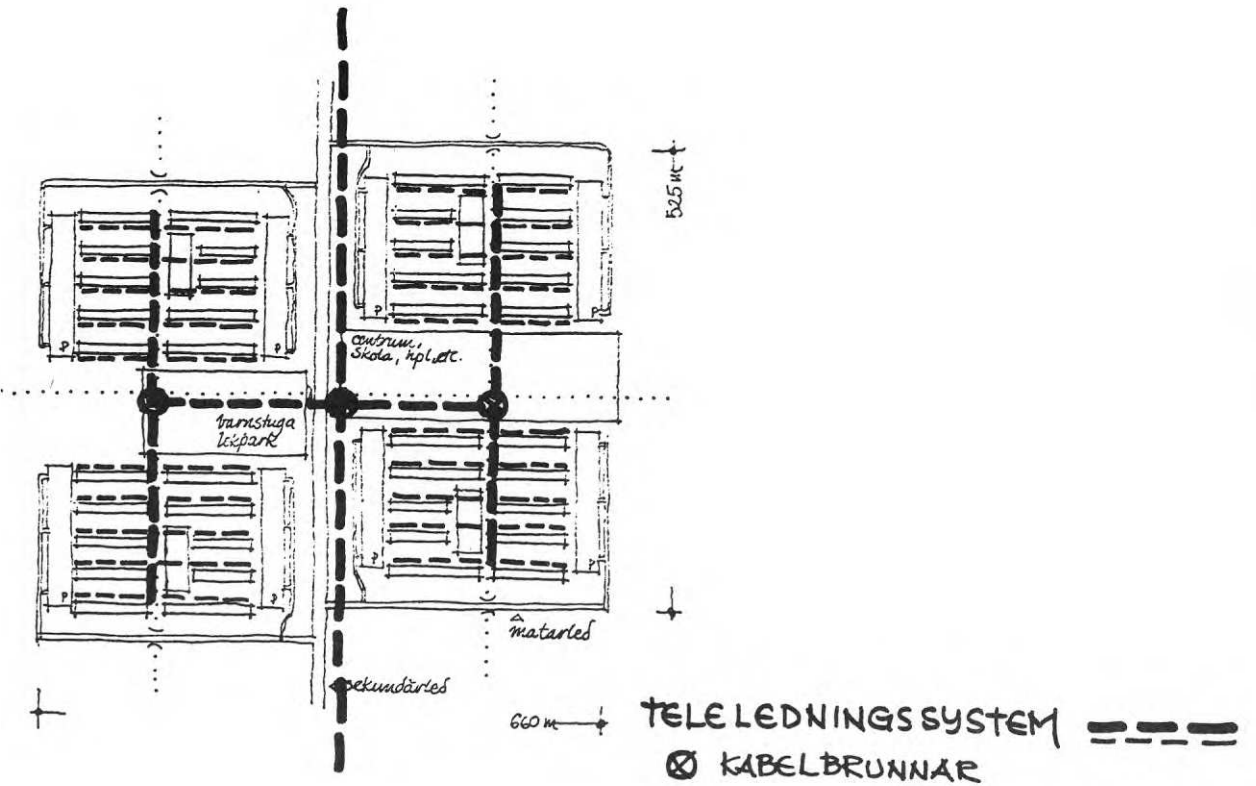 525 m
P
P
P
P
centrum,
skola, hpl. etc.
barnstuga
lekpark
P
P
P
P
matarled
sekundärled
660 m
TELELEDNINGSSYSTEM
KABELBRUNNAR